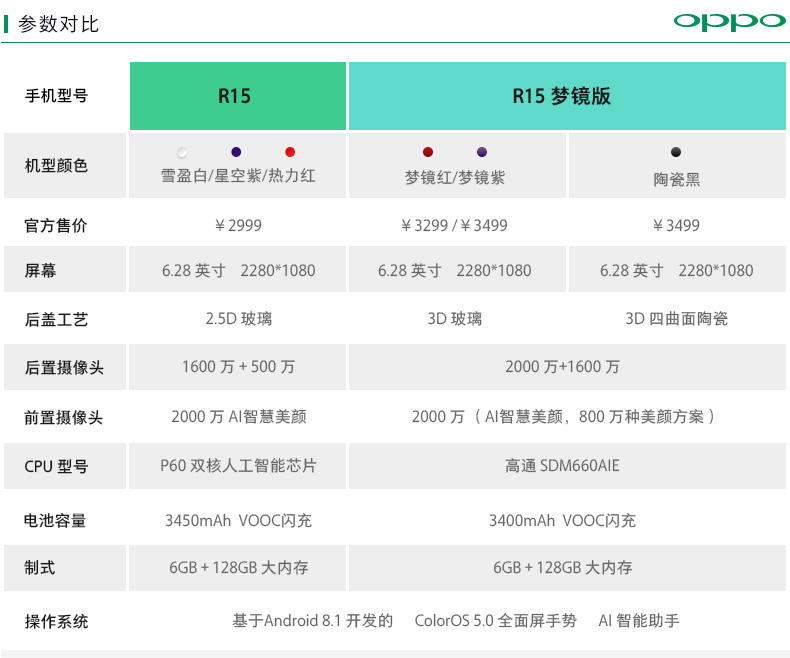 参数对比
oppo
手机型号 R15 R15 梦镜版
机型颜色 雪盈白/星空紫/热力红 梦镜红/梦镜紫 陶瓷黑
官方售价 ￥2999 ￥3299 / ￥3499 ￥3499
屏幕 6.28 英寸 2280*1080 6.28 英寸 2280*1080 6.28 英寸 2280*1080
后盖工艺 2.5D 玻璃 3D 玻璃 3D 四曲面陶瓷
后置摄像头 1600 万 + 500 万 2000 万+1600 万
前置摄像头 2000 万 AI智慧美颜 2000 万（ AI智慧美颜，800 万种美颜方案 ）
CPU 型号 P60 双核人工智能芯片 高通 SDM660AIE
电池容量 3450mAh VOOC闪充 3400mAh VOOC闪充
制式 6GB + 128GB 大内存 6GB + 128GB 大内存
操作系统 基于Android 8.1 开发的 ColorOS 5.0 全面屏手势 AI 智能助手